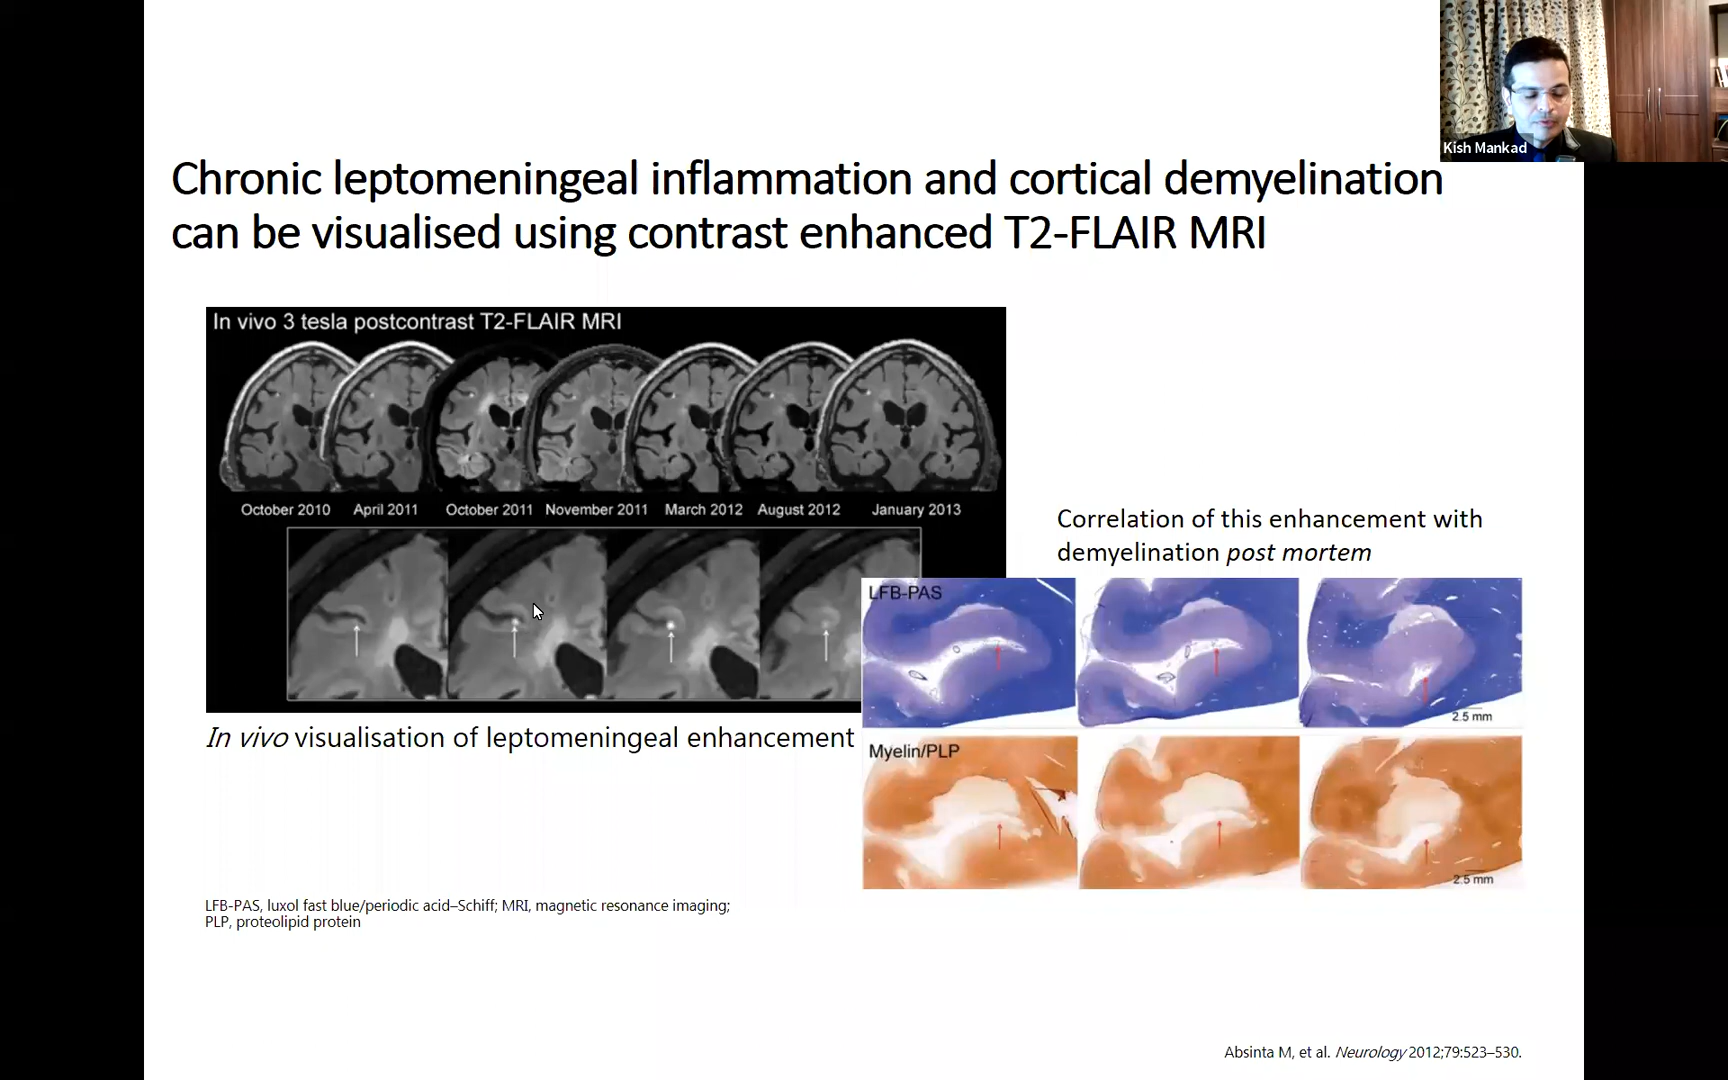 Kish Mankad
Chronic leptomeningeal inflammation and cortical demyelination
can be visualised using contrast enhanced T2-FLAIR MRI
In vivo 3 tesla postcontrast T2-FLAIR MRI
October 2010 April 2011 October 2011 November 2011 March 2012 August 2012 January 2013
In vivo visualisation of leptomeningeal enhancement
Correlation of this enhancement with
demyelination post mortem
LFB-PAS
2.5 mm
Myelin/PLP
2.5 mm
LFB-PAS, luxol fast blue/periodic acid–Schiff; MRI, magnetic resonance imaging;
PLP, proteolipid protein
Absinta M, et al. Neurology 2012;79:523–530.